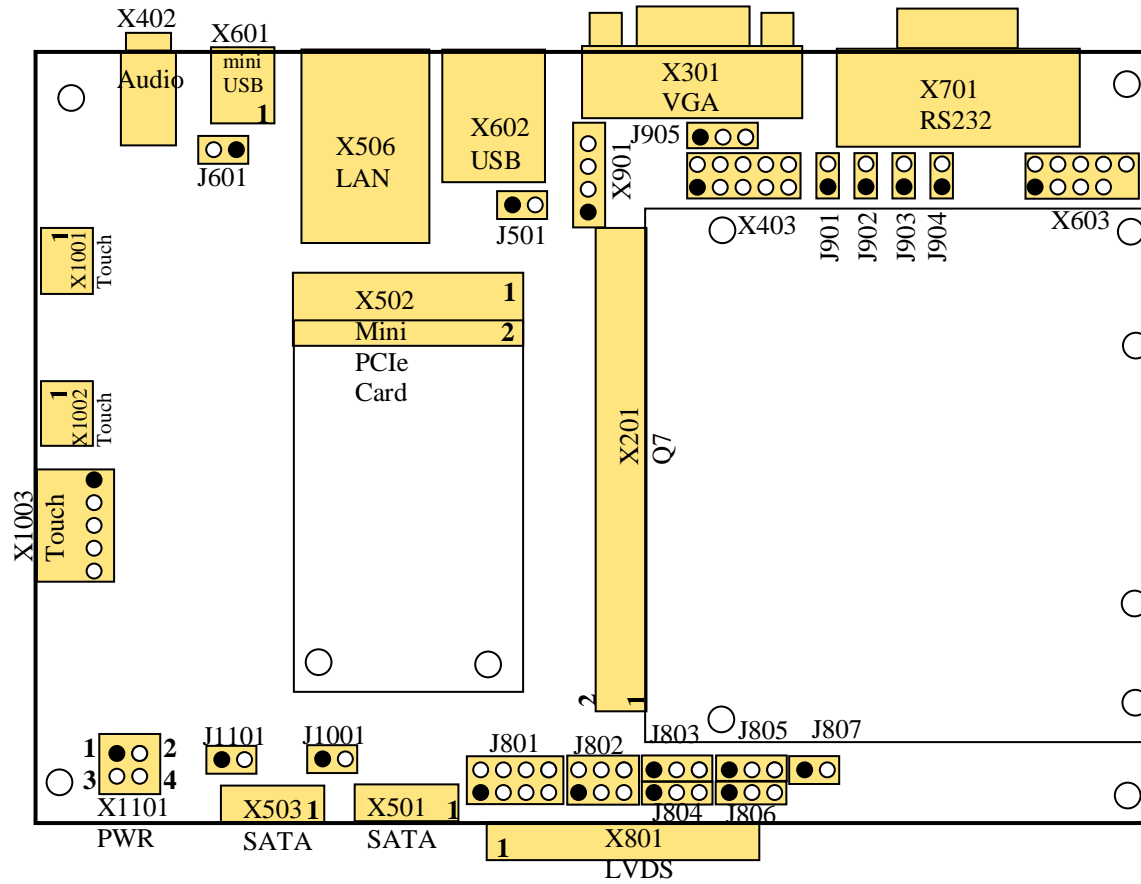 X402
X601
Audio
mini
USB
1
J601
X506
LAN
X602
USB
J501
X901
X301
VGA
J905
X403
X701
RS232
J901
J902
J903
J904
X603
1
X1001
Touch
1
X1002
Touch
X1003
Touch
X502
1
Mini
2
PCIe
Card
X201
Q7
2
1
1
2
3
4
X1101
PWR
J1101
J1001
X503
1
SATA
X501
1
SATA
J801
J802
J803
J804
J805
J806
J807
1
X801
LVDS